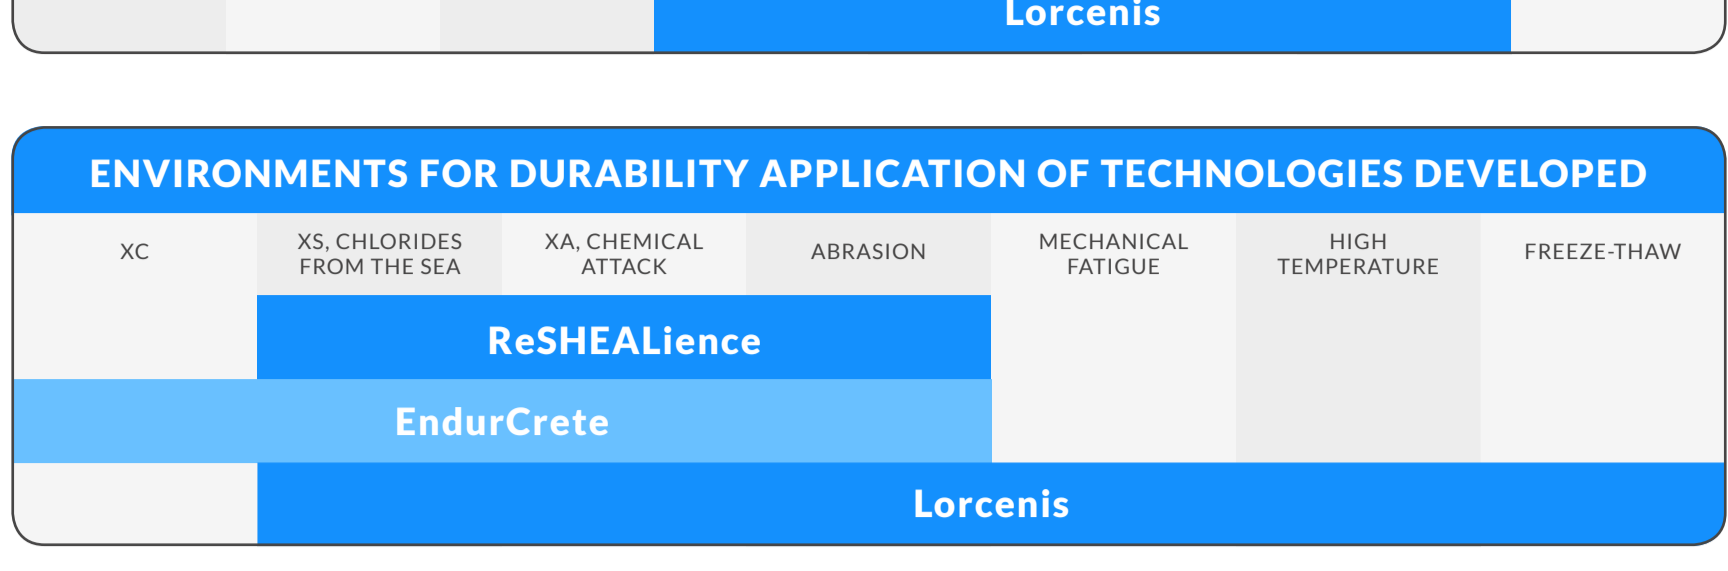 Lorcenis
ENVIRONMENTS FOR DURABILITY APPLICATION OF TECHNOLOGIES DEVELOPED
XC
XS, CHLORIDES
FROM THE SEA
XA, CHEMICAL
ATTACK
ABRASION
MECHANICAL
FATIGUE
HIGH
TEMPERATURE
FREEZE-THAW
ReSHEALience
EndurCrete
Lorcenis